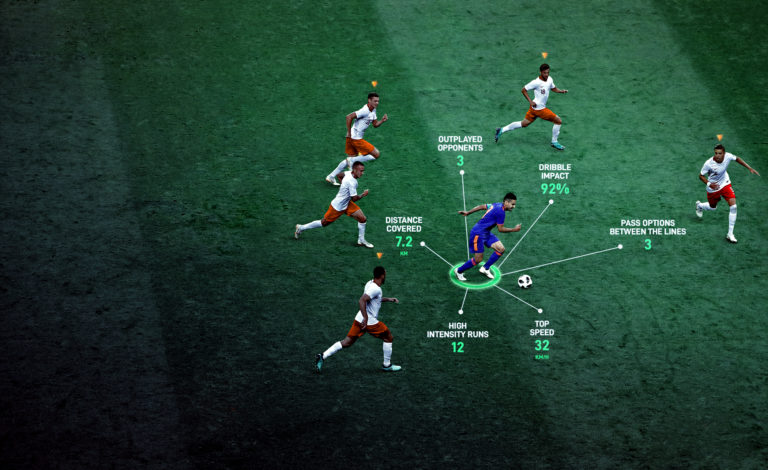 OUTPLAYED
OPPONENTS
3
DRIBBLE
IMPACT
92%
DISTANCE
COVERED
7.2
KM
PASS OPTIONS
BETWEEN THE LINES
3
HIGH
INTENSITY RUNS
12
TOP
SPEED
32
KM/H